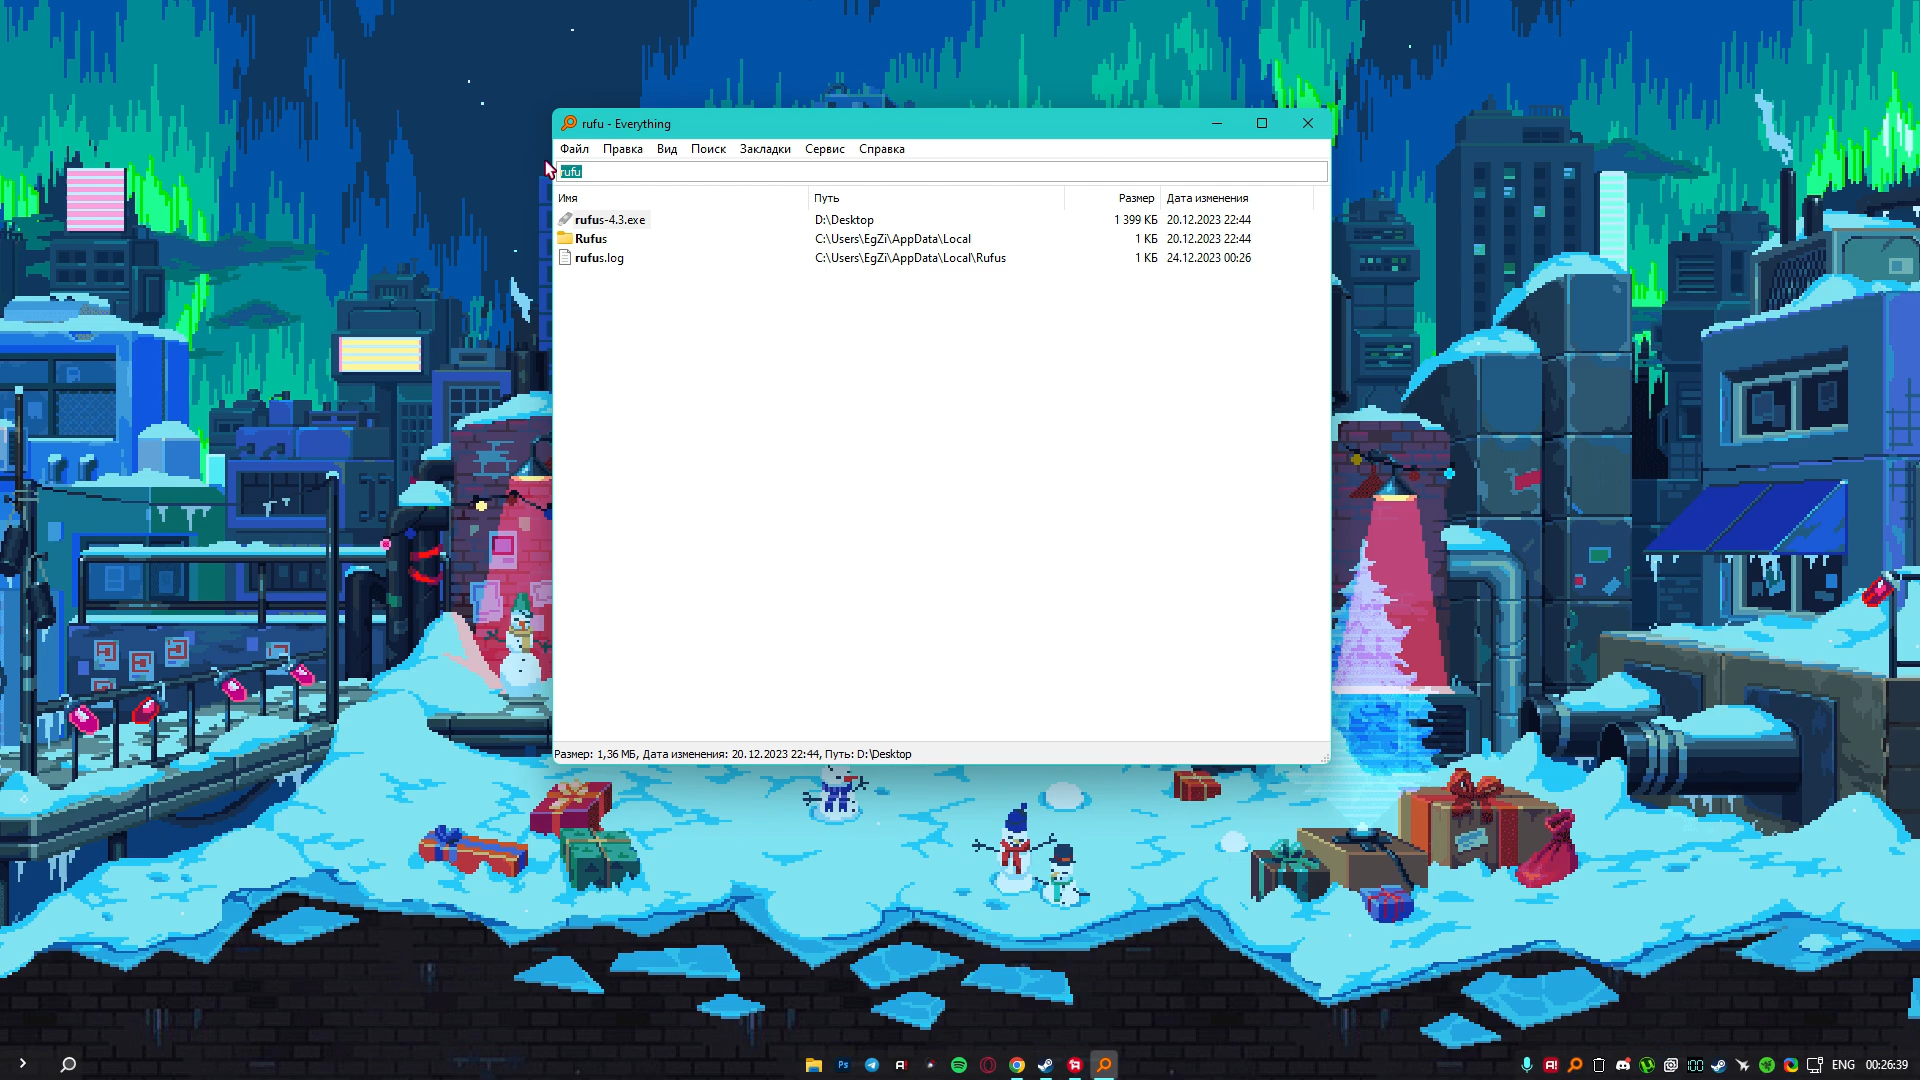 rufu - Everything
Файл Правка Вид Поиск Закладки Сервис Справка
rufu
Имя Путь Размер Дата изменения
rufus-4.3.exe D:\Desktop 1 399 КБ 20.12.2023 22:44
Rufus C:\Users\EgZi\AppData\Local 1 КБ 20.12.2023 22:44
rufus.log C:\Users\EgZi\AppData\Local\Rufus 1 КБ 24.12.2023 00:26
Размер: 1,36 МБ, Дата изменения: 20.12.2023 22:44, Путь: D:\Desktop
Ps A! A! 100 ENG 00:26:39